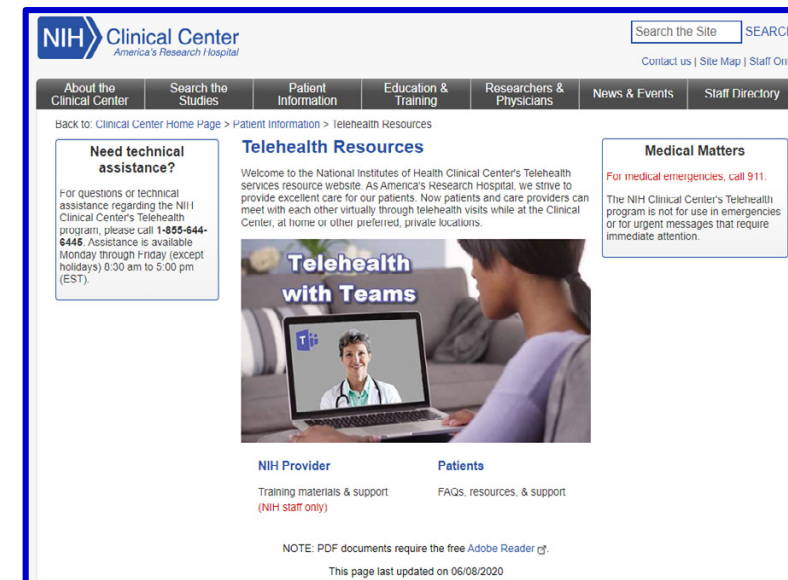 NIH Clinical Center
America's Research Hospital
Search the Site SEARC
Contact us | Site Map | Staff On
About the Clinical Center
Search the Studies
Patient Information
Education & Training
Researchers & Physicians
News & Events
Staff Directory
Back to: Clinical Center Home Page > Patient Information > Telehealth Resources
Need technical
assistance?
For questions or technical
assistance regarding the NIH
Clinical Center's Telehealth
program, please call 1-855-644-
6445. Assistance is available
Monday through Friday (except
holidays) 8:30 am to 5:00 pm
(EST).
Telehealth Resources
Welcome to the National Institutes of Health Clinical Center's Telehealth
services resource website. As America's Research Hospital, we strive to
provide excellent care for our patients. Now patients and care providers can
meet with each other virtually through telehealth visits while at the Clinical
Center, at home or other preferred, private locations.
Telehealth
with Teams
T
NIH Provider
Training materials & support
(NIH staff only)
Patients
FAQs, resources, & support
Medical Matters
For medical emergencies, call 911.
The NIH Clinical Center's Telehealth
program is not for use in emergencies
or for urgent messages that require
immediate attention.
NOTE: PDF documents require the free Adobe Reader.
This page last updated on 06/08/2020